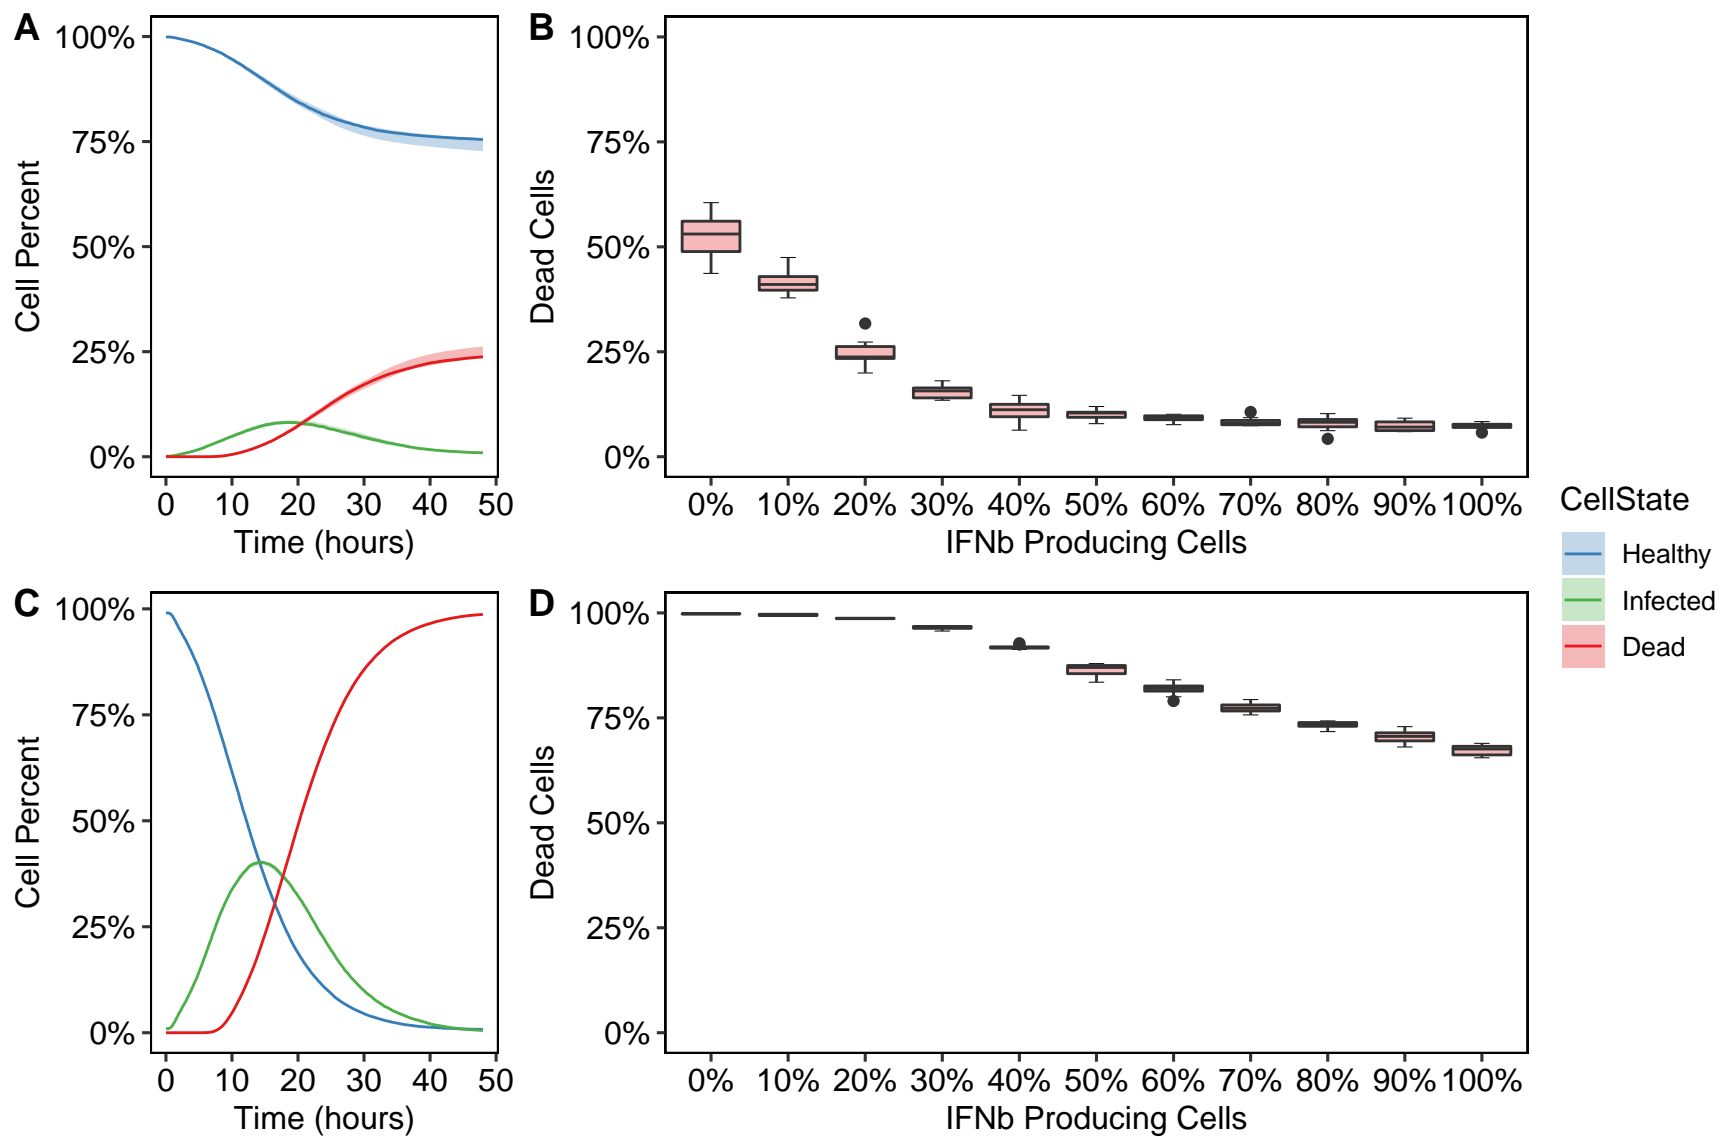 A
100%
75%
50%
25%
0%
Cell Percent
0 10 20 30 40 50
Time (hours)
B
100%
75%
50%
25%
0%
Dead Cells
0% 10% 20% 30% 40% 50% 60% 70% 80% 90% 100%
IFNb Producing Cells
C
100%
75%
50%
25%
0%
Cell Percent
0 10 20 30 40 50
Time (hours)
D
100%
75%
50%
25%
0%
Dead Cells
0% 10% 20% 30% 40% 50% 60% 70% 80% 90% 100%
IFNb Producing Cells
CellState
Healthy
Infected
Dead